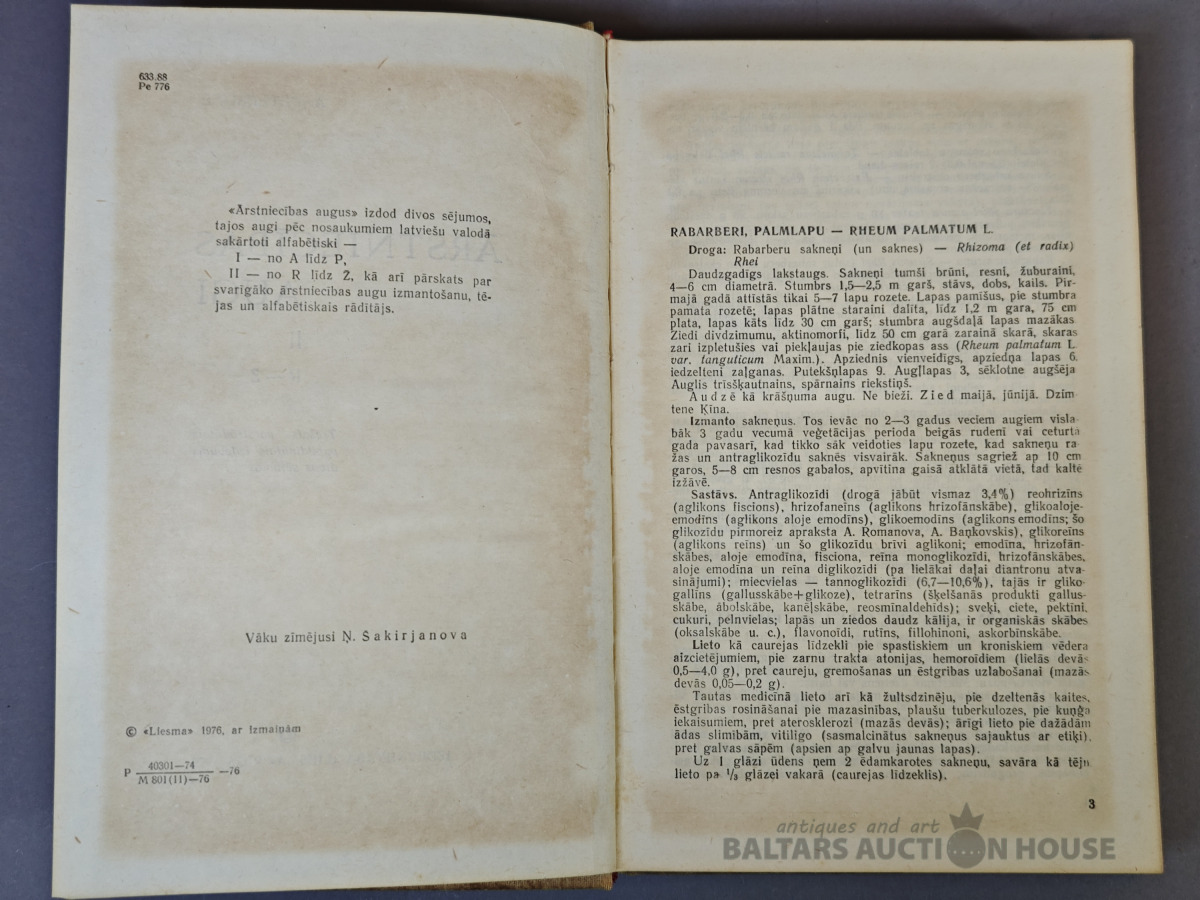 633.88
Pe 776
«Ārstniecības augus» izdod divos sējumos,
tajos augi pēc nosaukumiem latviešu valodā
sakārtoti alfabētiski —
I — no A līdz P,
II — no R līdz Ž, kā arī pārskats par
svarīgāko ārstniecības augu izmantošanu, tē-
jas un alfabētiskais rādītājs.
Vāku zīmējusi Ņ. Šakirjanova
© «Liesma» 1976, ar izmaiņām
P 40301—74
M 801(11)—76 —76
RABARBERI, PALMLAPU — RHEUM PALMATUM L.
Droga: Rabarberu sakneņi (un saknes) — Rhizoma (et radix)
Rhei
Daudzgadīgs lakstaugs. Sakneņi tumši brūni, resni, žuburaini,
4—6 cm diametrā. Stumbrs 1,5—2,5 m garš, stāvs, dobs, kails. Pir-
majā gadā attīstās tikai 5—7 lapu rozete. Lapas pamīšus, pie stumbra
pamata rozetē; lapas plātne staraini dalīta, līdz 1,2 m gara, 75 cm
plata, lapas kāts līdz 30 cm garš; stumbra augšdaļā lapas mazākas
Ziedi divdzimumu, aktinomorfi, līdz 50 cm garā zarainā skarā, skaras
zari izpletušies vai piekļaujas pie ziedkopas ass (Rheum palmatum L
var. tanguticum Maxim.). Apziednis vienveidīgs, apziedņa lapas 6.
iedzelteni zaļganas. Putekšņlapas 9. Augļlapas 3, sēklotne augšēja
Auglis trīsšķautnains, spārnains riekstiņš.
Audzē kā krāšņuma augu. Ne bieži. Zied maijā, jūnijā. Dzim
tene Ķīna.
Izmanto sakneņus. Tos ievāc no 2—3 gadus veciem augiem visla
bāk 3 gadu vecumā veģetācijas perioda beigās rudenī vai ceturtā
gada pavasarī, kad tikko sāk veidoties lapu rozete, kad sakneņu ra
žas un antraglikozīdu saknēs visvairāk. Sakneņus sagriež ap 10 cm
garos, 5—8 cm resnos gabalos, apvītina gaisā atklātā vietā, tad kaltē
izžāvē.
Sastāvs. Antraglikozīdi (drogā jābūt vismaz 3,4%) reohrizīns
(aglikons fiscions), hrizofaneīns (aglikons hrizofānskābe), glikoaloje-
emodīns (aglikons aloje emodīns), glikoemodīns (aglikons emodīns; šo
glikozīdu pirmoreiz apraksta A. Romanova, A. Baņkovskis), glikoreīns
(aglikons reīns) un šo glikozīdu brīvi aglikoni; emodīna, hrizofān-
skābes, aloje emodīna, fisciona, reīna monoglikozīdi, hrizofānskābes,
aloje emodīna un reīna diglikozīdi (pa lielākai daļai diantronu atva
sinājumi); miecvielas — tannoglikozīdi (6,7—10,6%), tajās ir gliko-
gallīns (gallusskābe+glikoze), tetrarīns (šķelšanās produkti gallus-
skābe, ābolskābe, kanēļskābe, reosmīnaldehīds); sveķi, ciete, pektīni,
cukuri, pelnvielas; lapās un ziedos daudz kālija, ir organiskās skābes
(oksalskābe u. c.), flavonoīdi, rutīns, fillohinoni, askorbīnskābe.
Lieto kā caurejas līdzekli pie spastiskiem un kroniskiem vēdera
aizcietējumiem, pie zarnu trakta atonijas, hemoroīdiem (lielās devās
0,5—4,0 g), pret caureju, gremošanas un ēstgribas uzlabošanai (mazās
devās 0,05—0,2 g).
Tautas medicīnā lieto arī kā žultsdzinēju, pie dzeltenās kaites,
ēstgribas rosināšanai pie mazasinības, plaušu tuberkulozes, pie kuņģa
iekaisumiem, pret aterosklerozi (mazās devās); ārīgi lieto pie dažādām
ādas slimībām, vitiligo (sasmalcinātus sakneņus sajauktus ar etiķi),
pret galvas sāpēm (apsien ap galvu jaunas lapas).
Uz 1 glāzi ūdens ņem 2 ēdamkarotes sakneņu, savāra kā tēju
lieto pa 1/3 glāzei vakarā (caurejas līdzeklis).
3
antiques and art
BALTARS AUCTION HOUSE